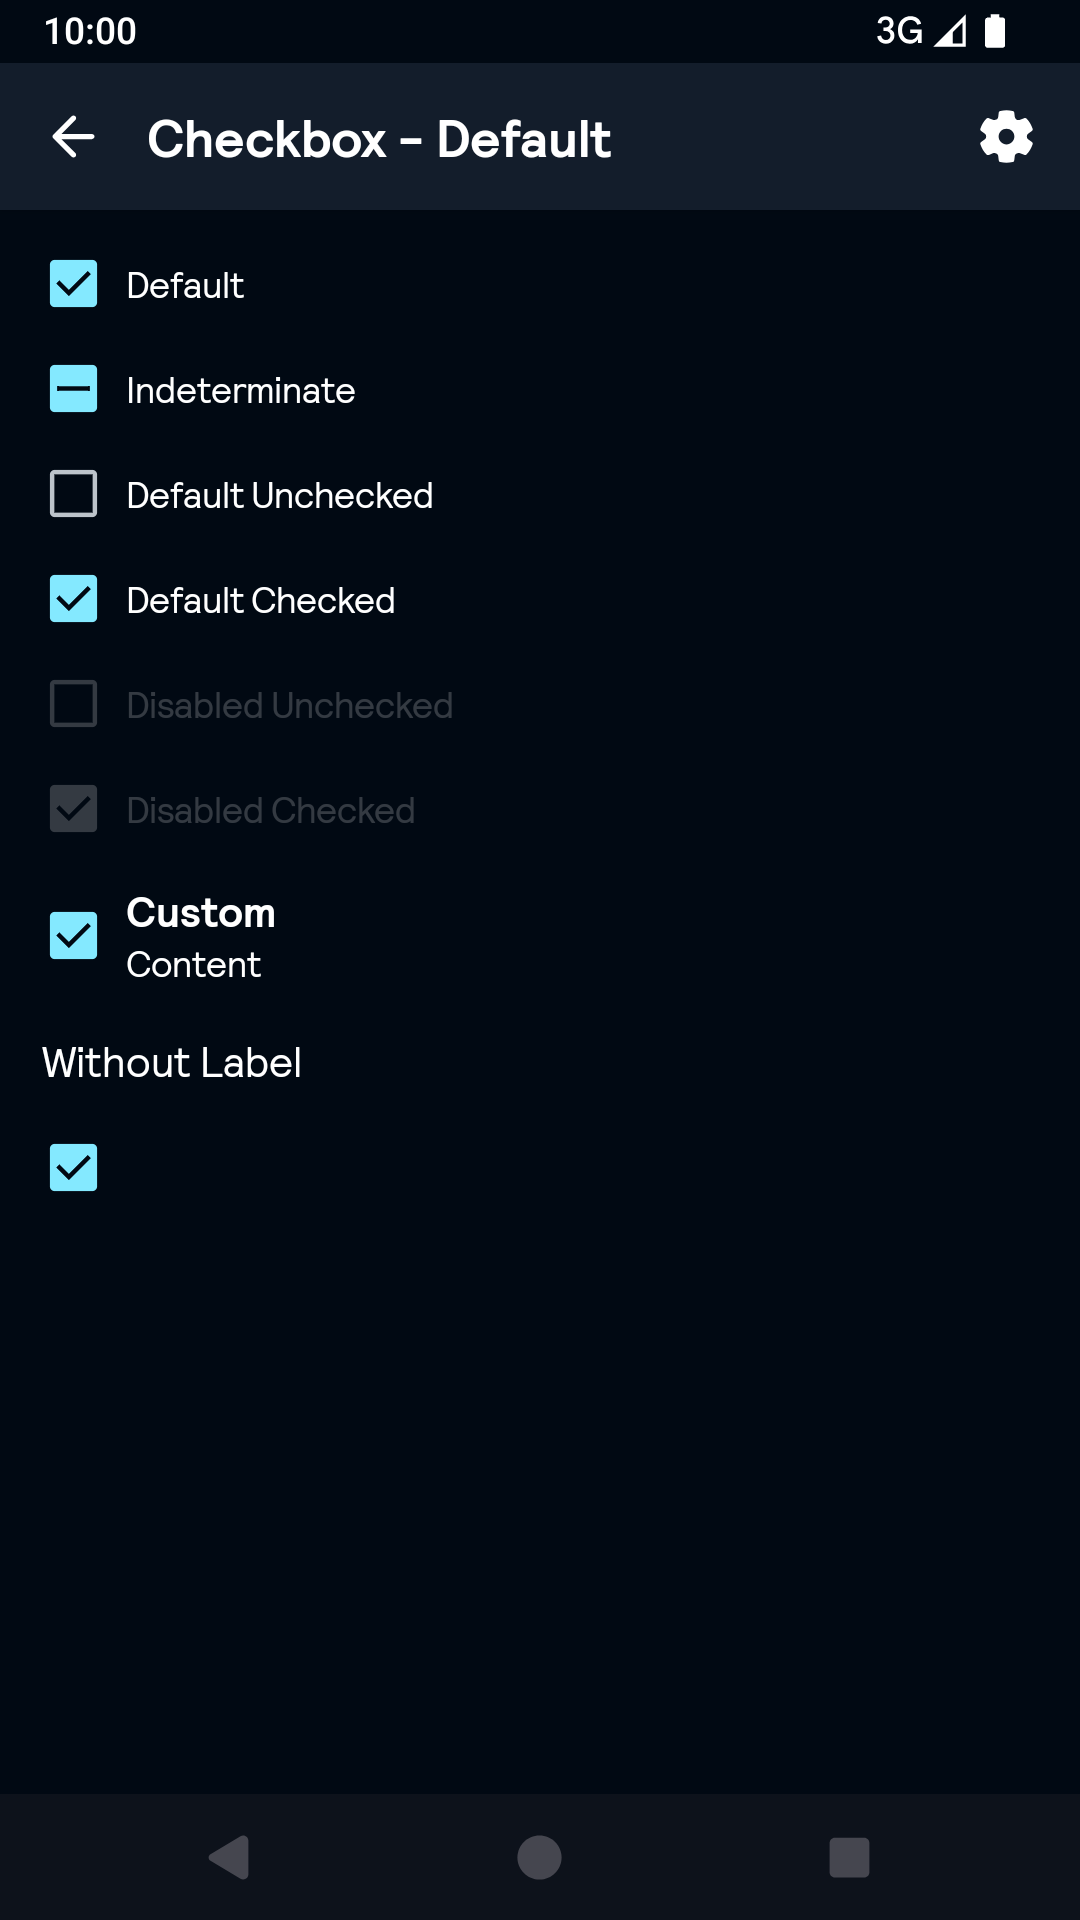 10:00
3G
Checkbox - Default
Default
Indeterminate
Default Unchecked
Default Checked
Disabled Unchecked
Disabled Checked
Custom
Content
Without Label